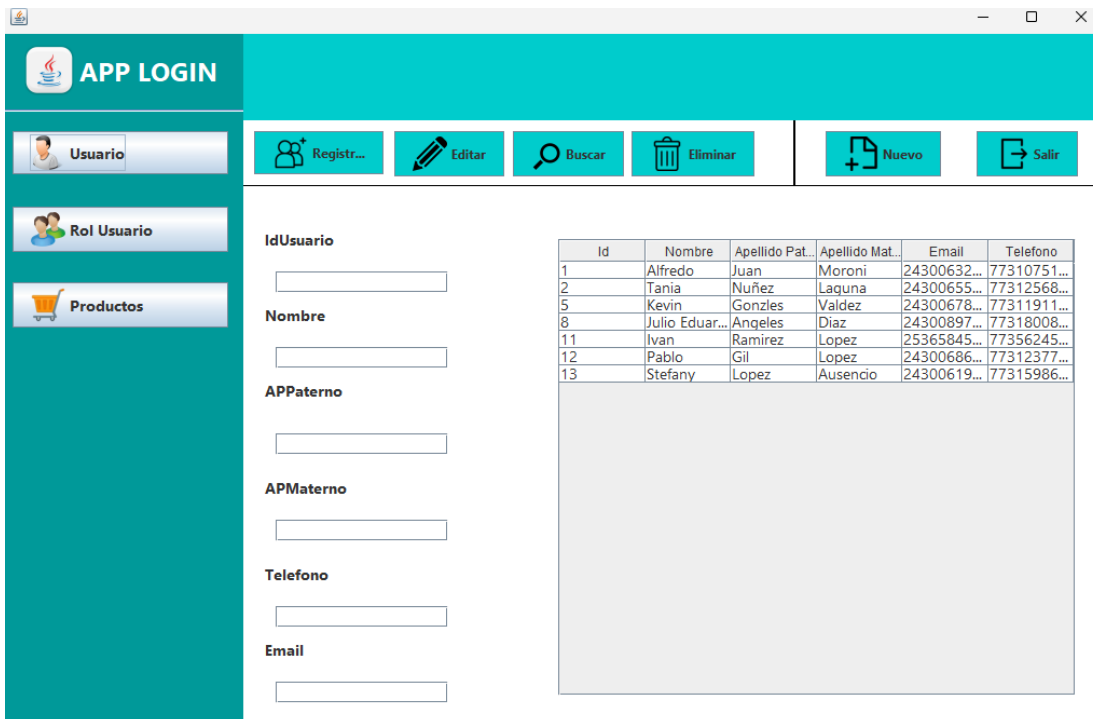 APP LOGIN
Usuario
Registr...
Editar
Buscar
Eliminar
Nuevo
Salir
Rol Usuario
Productos
IdUsuario
Nombre
APPaterno
APMaterno
Telefono
Email
Id Nombre Apellido Pat... Apellido Mat... Email Telefono
1 Alfredo Juan Moroni 24300632... 77310751...
2 Tania Nuñez Laguna 24300655... 77312568...
5 Kevin Gonzles Valdez 24300678... 77311911...
8 Julio Eduar... Angeles Diaz 24300897... 77318008...
11 Ivan Ramirez Lopez 25365845... 77356245...
12 Pablo Gil Lopez 24300686... 77312377...
13 Stefany Lopez Ausencio 24300619... 77315986...